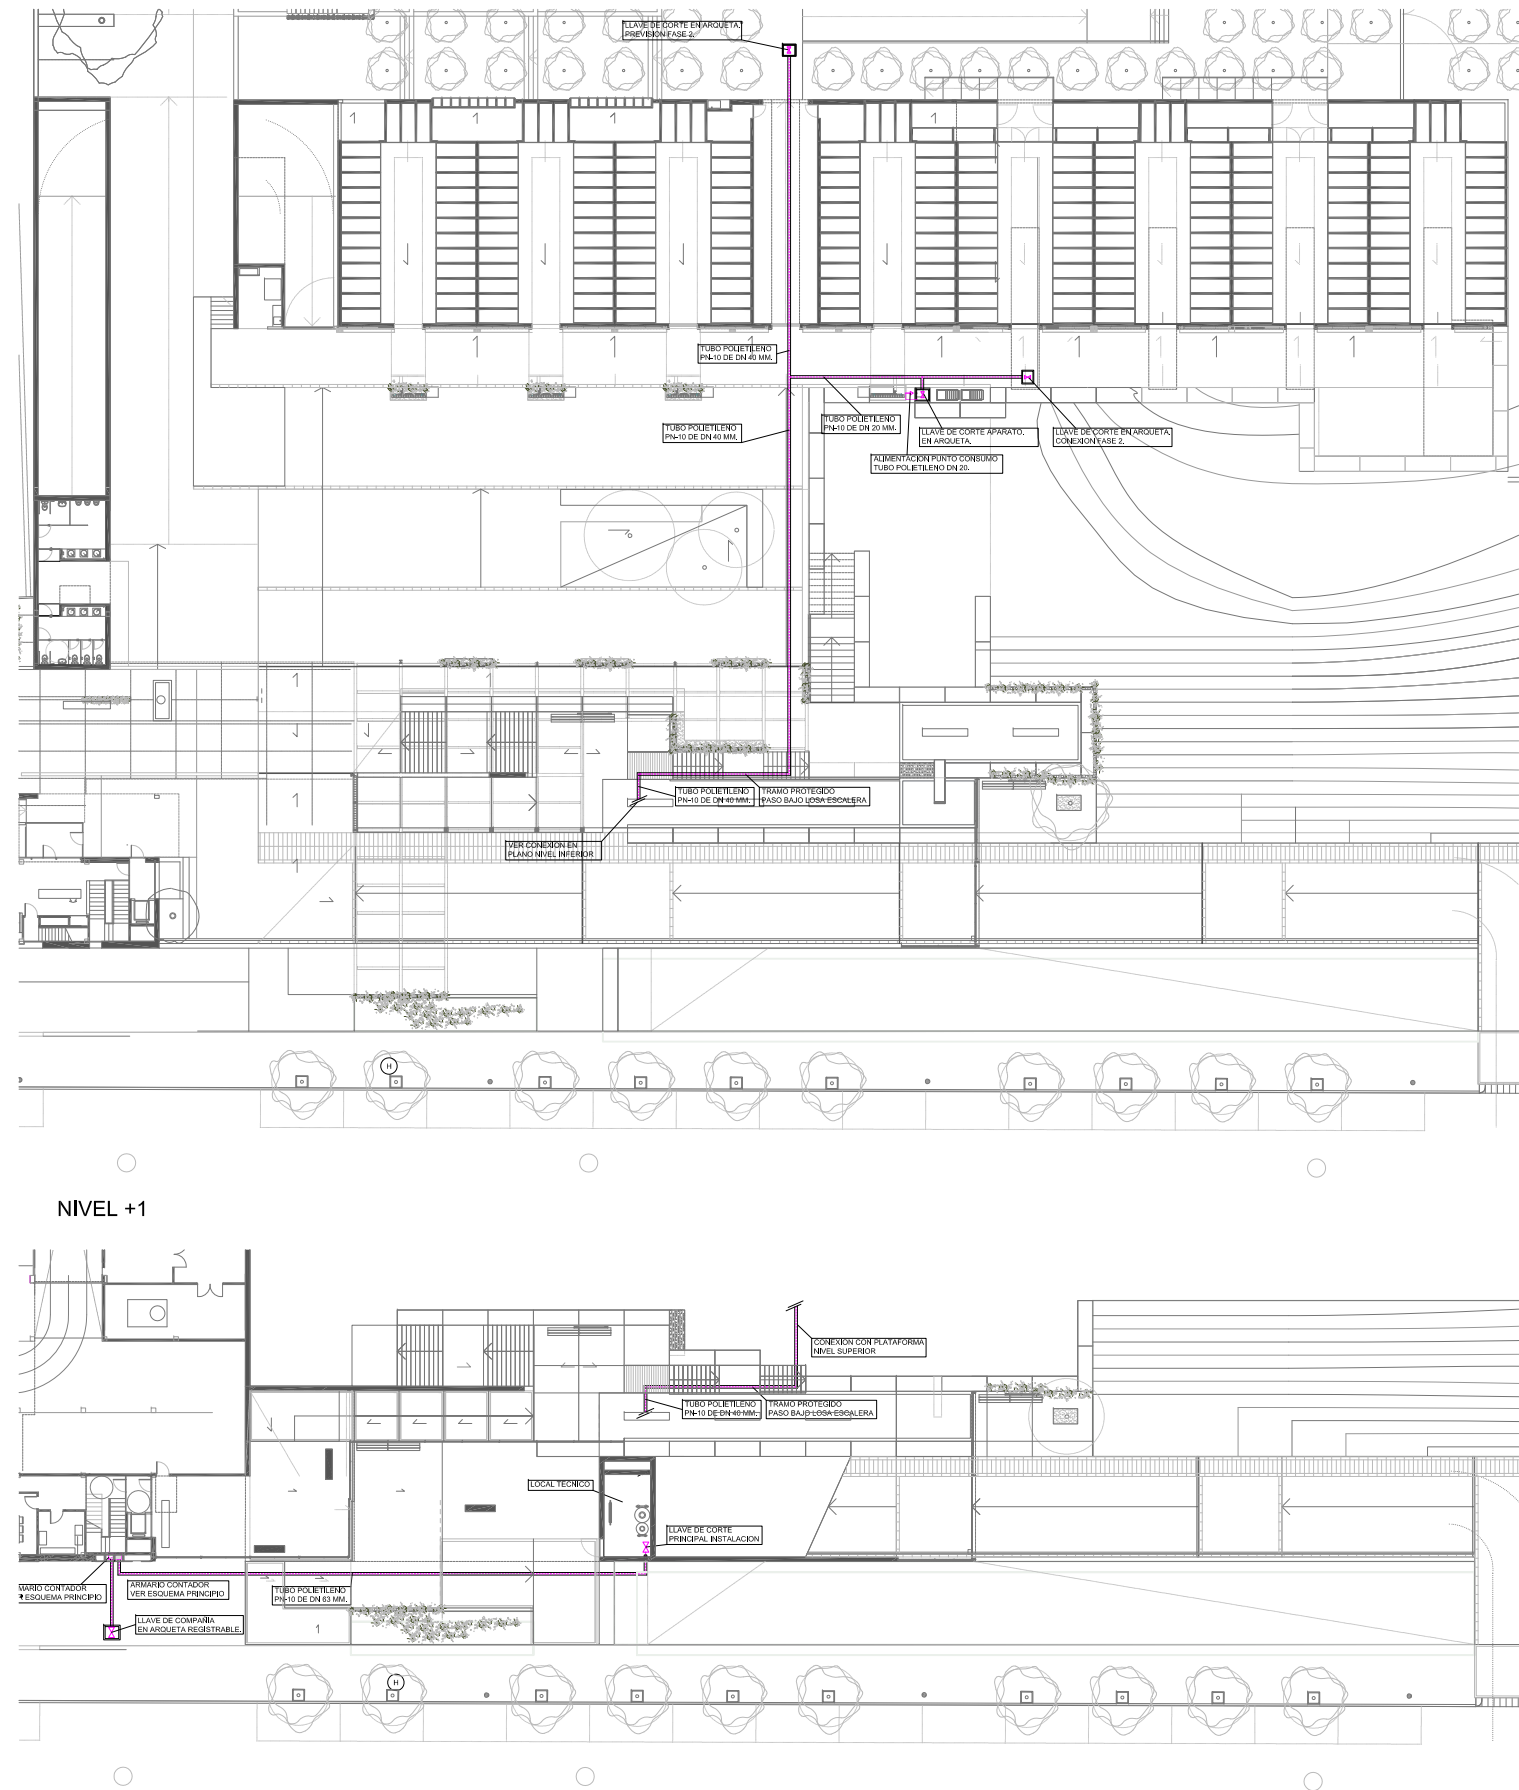 LLAVE DE CORTE EN ARQUETA.
PREVISION FASE 2.
TUBO POLIETILENO
PN-10 DE DN 40 MM.
TUBO POLIETILENO
PN-10 DE DN 20 MM.
TUBO POLIETILENO
PN-10 DE DN 40 MM.
LLAVE DE CORTE APARATO.
EN ARQUETA.
LLAVE DE CORTE EN ARQUETA.
CONEXION FASE 2.
ALIMENTACION PUNTO CONSUMO
TUBO POLIETILENO DN 20.
TUBO POLIETILENO
PN-10 DE DN 40 MM.
TRAMO PROTEGIDO
PASO BAJO LOSA ESCALERA
VER CONEXION EN
PLANO NIVEL INFERIOR
H
NIVEL +1
CONEXION CON PLATAFORMA
NIVEL SUPERIOR
TUBO POLIETILENO
PN-10 DE DN 40 MM.
TRAMO PROTEGIDO
PASO BAJO LOSA ESCALERA
LOCAL TECNICO
LLAVE DE CORTE
PRINCIPAL INSTALACION
MARIO CONTADOR
ESQUEMA PRINCIPIO
ARMARIO CONTADOR
VER ESQUEMA PRINCIPIO
TUBO POLIETILENO
PN-10 DE DN 63 MM.
LLAVE DE COMPAÑIA
EN ARQUETA REGISTRABLE.
H